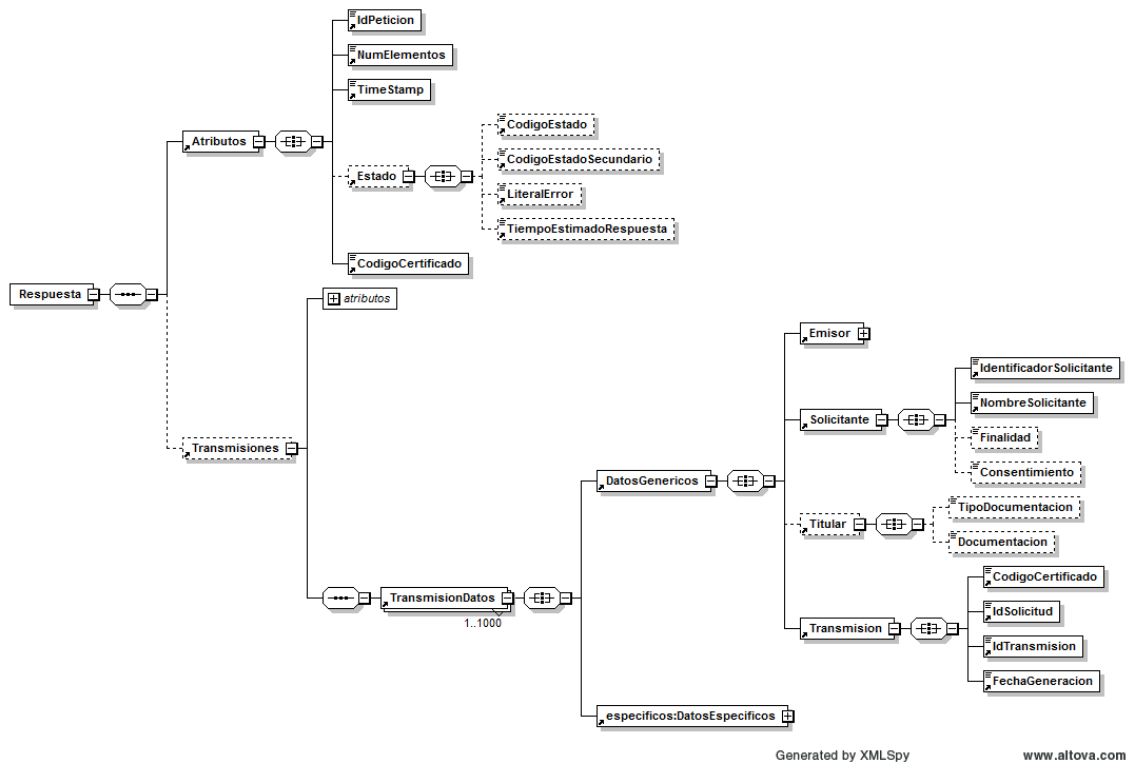 IdPeticion
NumElementos
TimeStamp
Atributos
CodigoEstado
CodigoEstadoSecundario
Estado
LiteralError
TiempoEstimadoRespuesta
CodigoCertificado
Respuesta
atributos
Emisor
IdentificadorSolicitante
NombreSolicitante
Solicitante
Finalidad
Transmisiones
Consentimiento
DatosGenericos
TipoDocumentacion
Titular
Documentacion
CodigoCertificado
TransmisionDatos
1..1000
IdSolicitud
Transmision
IdTransmision
FechaGeneracion
especificos:DatosEspecificos
Generated by XMLSpy
www.altova.com